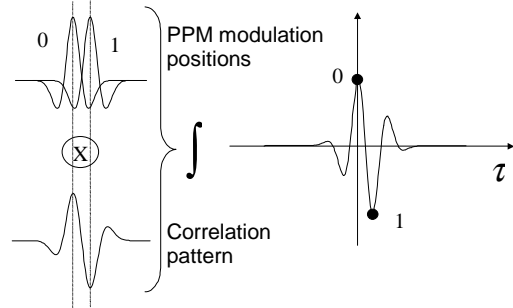 0
1
PPM modulation
positions
X
∫
Correlation
pattern
0
1
τ